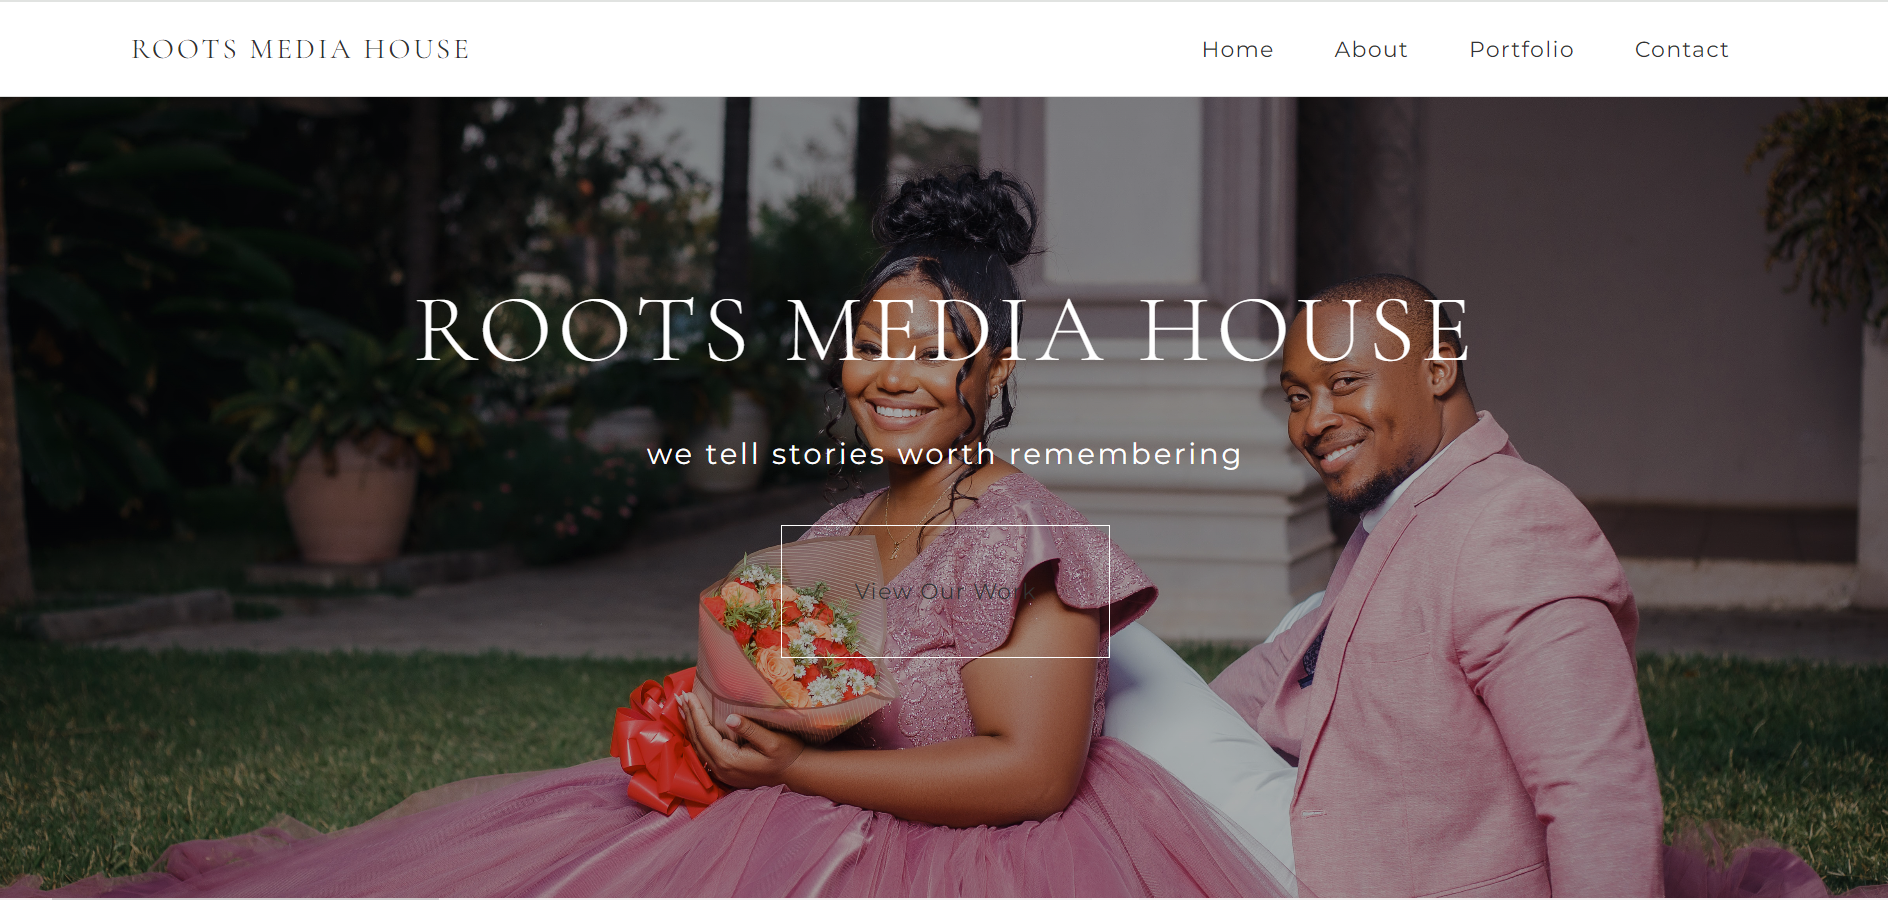 ROOTS MEDIA HOUSE
Home
About
Portfolio
Contact
ROOTS MEDIA HOUSE
we tell stories worth remembering
View Our Work